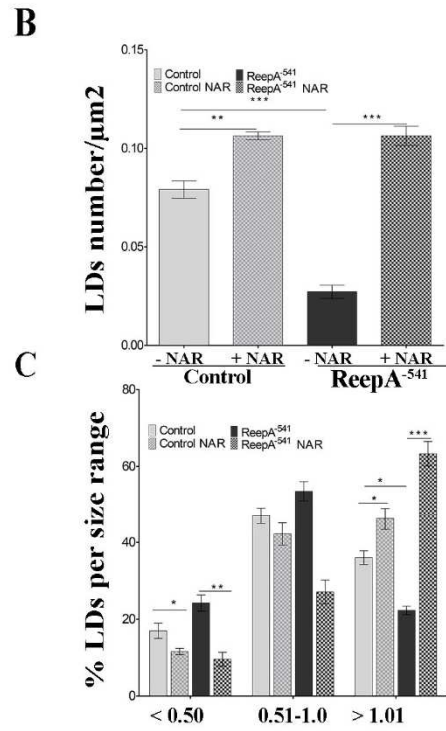 B
LDs number/μm2
0.15
0.10
0.05
0.00
Control ReepA-541
Control NAR ReepA-541 NAR
***
** ***
- NAR + NAR - NAR + NAR
Control ReepA-541
C
% LDs per size range
80
60
40
20
0
Control ReepA-541
Control NAR ReepA-541 NAR
* **
***
*
*
< 0.50 0.51-1.0 > 1.01